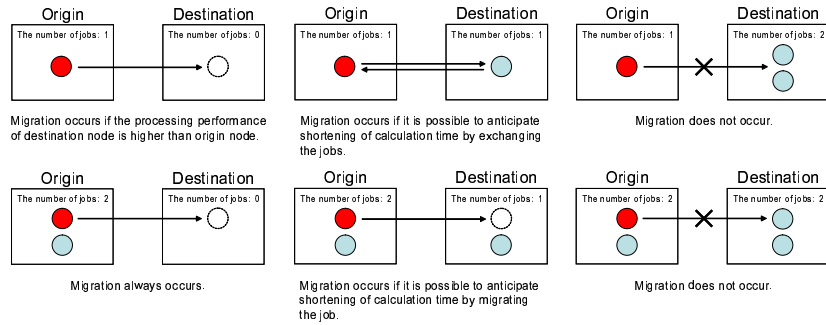 Origin
Destination
The number of jobs: 1
The number of jobs: 0
Migration occurs if the processing performance
of destination node is higher than origin node.
Origin
Destination
The number of jobs: 1
The number of jobs: 1
Migration occurs if it is possible to anticipate
shortening of calculation time by exchanging
the jobs.
Origin
Destination
The number of jobs: 1
The number of jobs: 2
Migration does not occur.
Origin
Destination
The number of jobs: 2
The number of jobs: 0
Migration always occurs.
Origin
Destination
The number of jobs: 2
The number of jobs: 1
Migration occurs if it is possible to anticipate
shortening of calculation time by migrating
the job.
Origin
Destination
The number of jobs: 2
The number of jobs: 2
Migration does not occur.